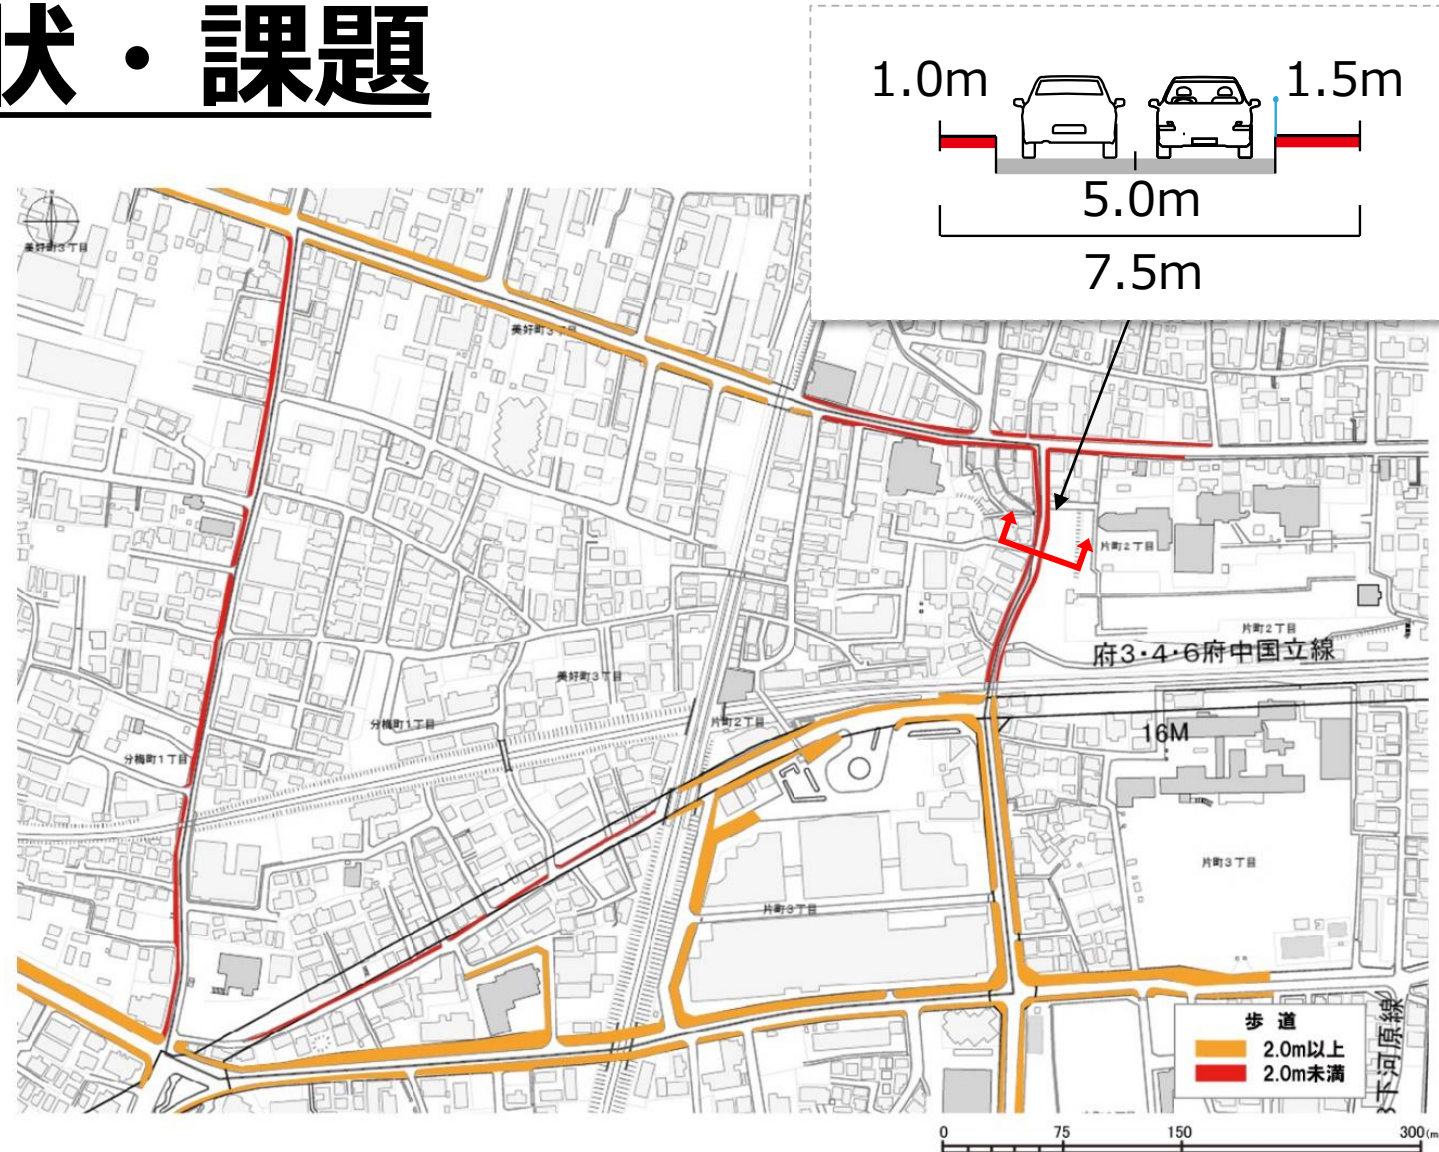 状・課題
1.0m
1.5m
5.0m
7.5m
美好町3丁目
美好町3丁目
片町2丁目
片町2丁目
府3・4・6府中国立線
美好町3丁目
分梅町1丁目
片町2丁目
16M
分梅町1丁目
片町3丁目
片町3丁目
下河原線
歩 道
2.0m以上
2.0m未満
0 75 150 300(m